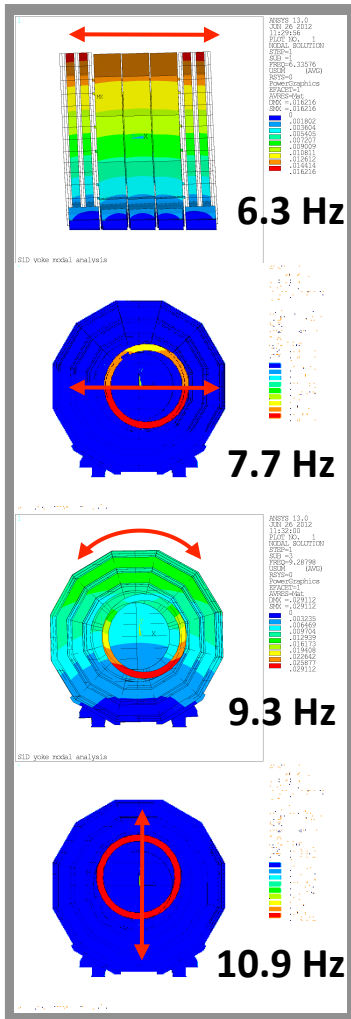 1
ANSYS 13.0
JUN 26 2012
11:29:56
PLOT NO. 1
NODAL SOLUTION
STEP=1
SUB =1
FREQ=6.33576
USUM (AVG)
RSYS=0
PowerGraphics
EFACET=1
AVRES=Mat
DMX =.016216
SMX =.016216
0
.001802
.003604
.005405
.007207
.009009
.010811
.012612
.014414
.016216
MX
X
6.3 Hz
SiD yoke modal analysis
7.7 Hz
1
ANSYS 13.0
JUN 26 2012
11:32:00
PLOT NO. 1
NODAL SOLUTION
STEP=1
SUB =3
FREQ=9.28798
USUM (AVG)
RSYS=0
PowerGraphics
EFACET=1
AVRES=Mat
DMX =.029112
SMX =.029112
0
.003235
.006469
.009704
.012939
.016173
.019408
.022642
.025877
.029112
X
9.3 Hz
SiD yoke modal analysis
10.9 Hz